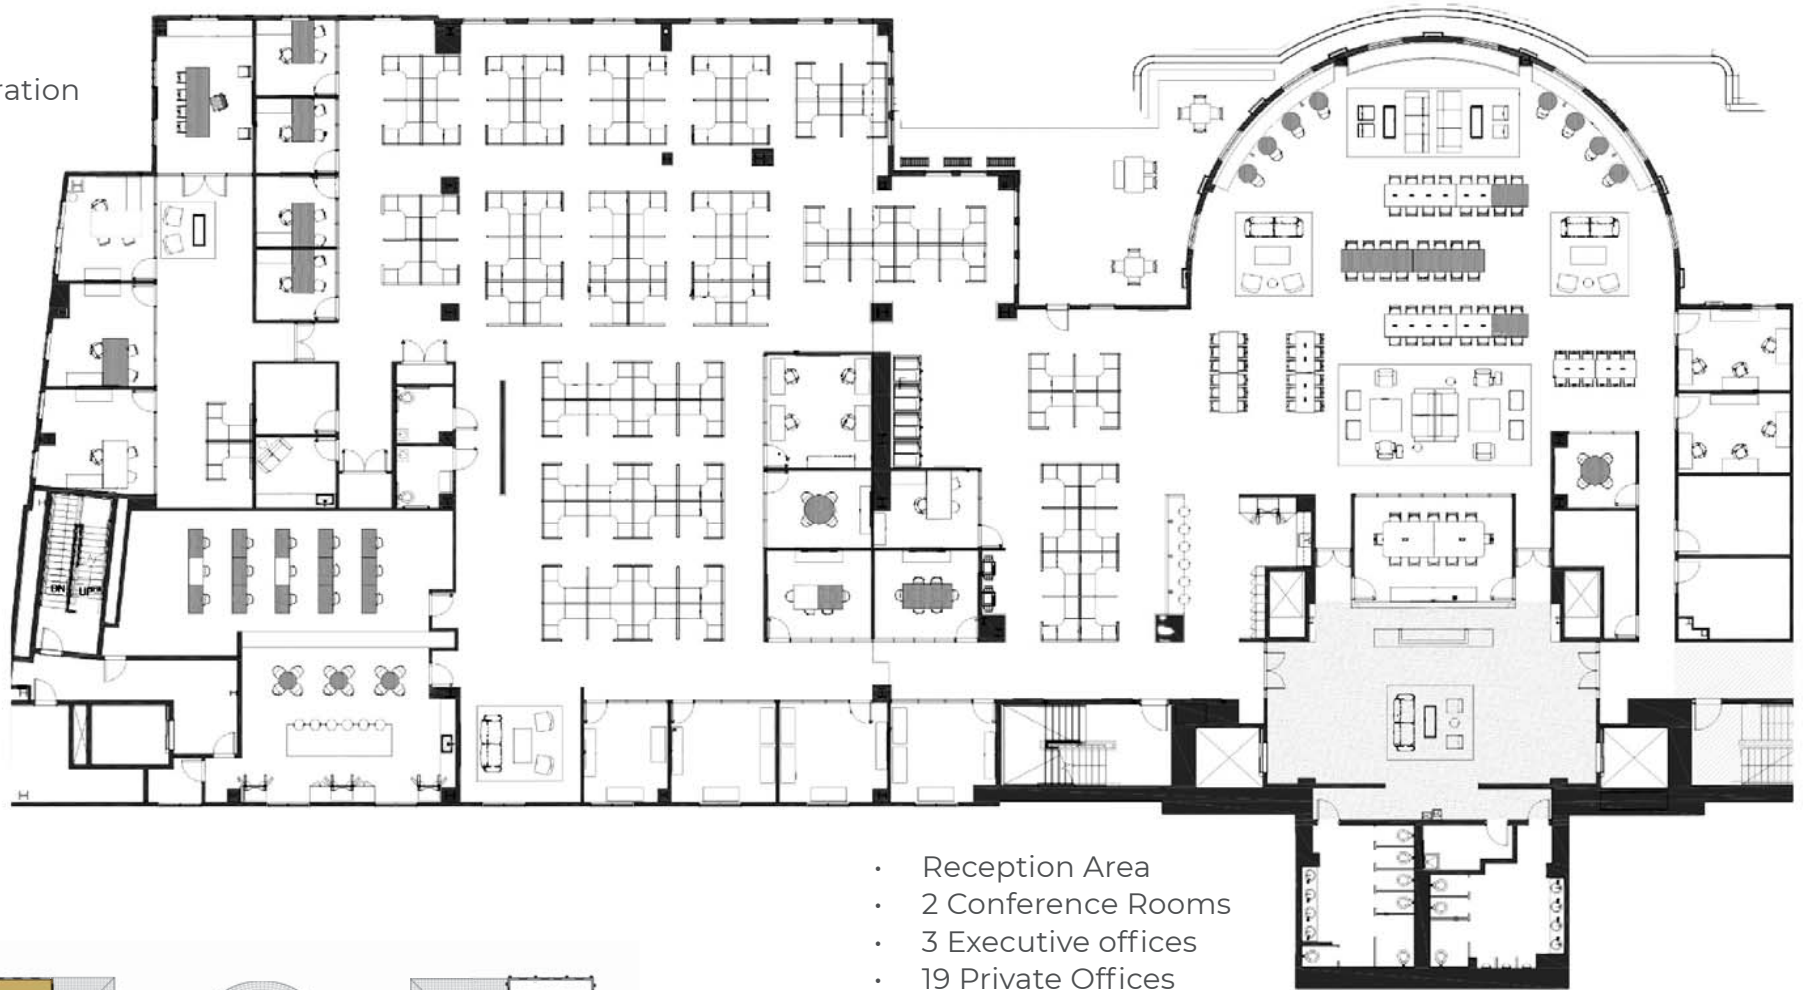 ration
DN UP
• Reception Area
• 2 Conference Rooms
• 3 Executive offices
• 19 Private Offices